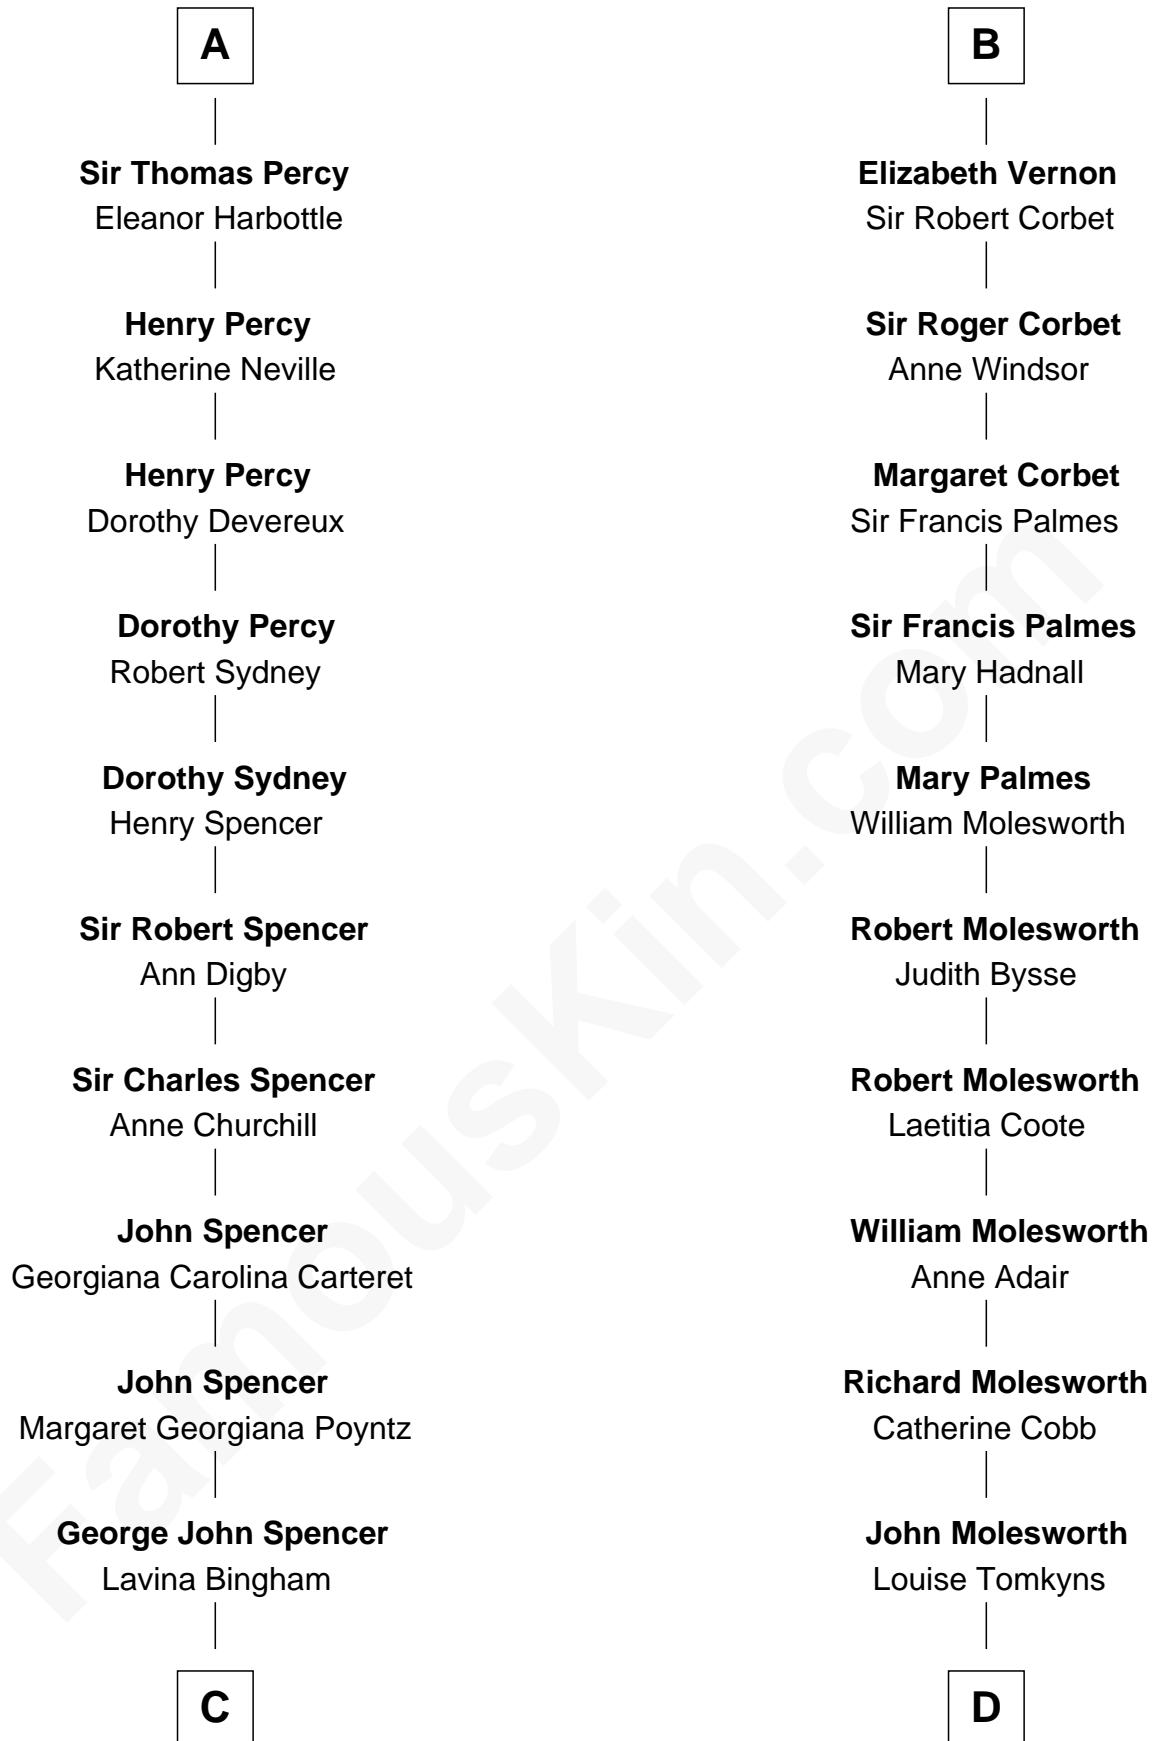 A
Sir Thomas Percy
Eleanor Harbottle
Henry Percy
Katherine Neville
Henry Percy
Dorothy Devereux
Dorothy Percy
Robert Sydney
Dorothy Sydney
Henry Spencer
Sir Robert Spencer
Ann Digby
Sir Charles Spencer
Anne Churchill
John Spencer
Georgiana Carolina Carteret
John Spencer
Margaret Georgiana Poyntz
George John Spencer
Lavina Bingham
C
B
Elizabeth Vernon
Sir Robert Corbet
Sir Roger Corbet
Anne Windsor
Margaret Corbet
Sir Francis Palmes
Sir Francis Palmes
Mary Hadnall
Mary Palmes
William Molesworth
Robert Molesworth
Judith Bysse
Robert Molesworth
Laetitia Coote
William Molesworth
Anne Adair
Richard Molesworth
Catherine Cobb
John Molesworth
Louise Tomkyns
D
FamousKin.com